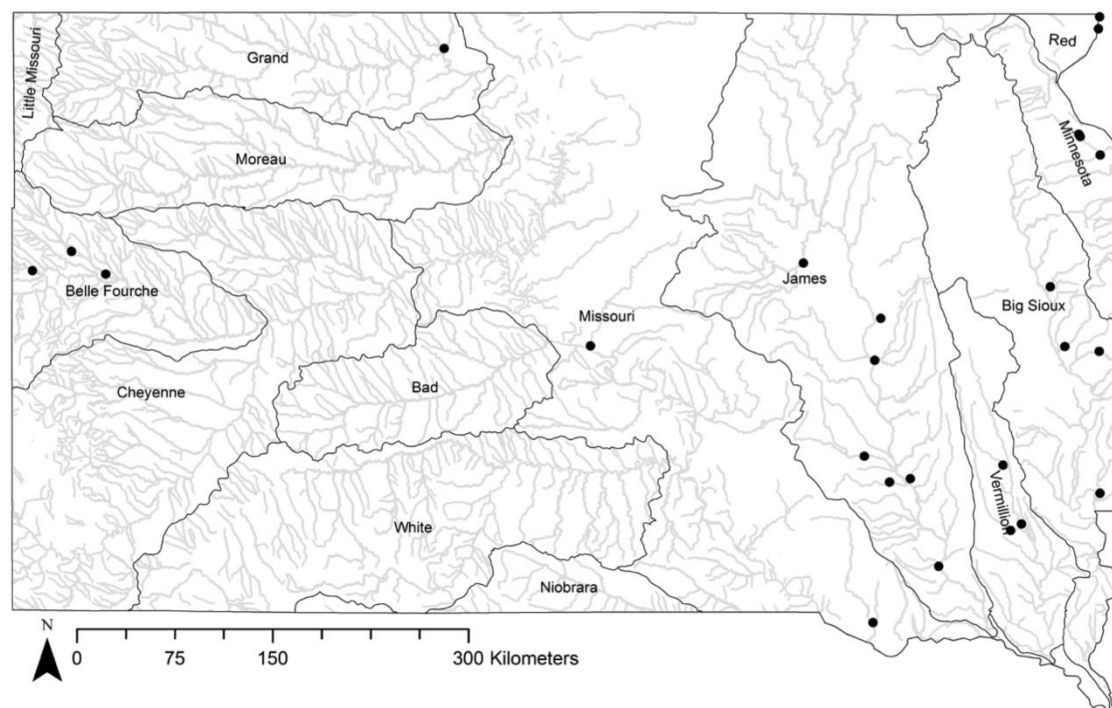 Little Missouri
Grand
Red
Moreau
Minnesota
Belle Fourche
James
Big Sioux
Missouri
Cheyenne
Bad
White
Vermillion
Niobrara
N
0 75 150 300 Kilometers